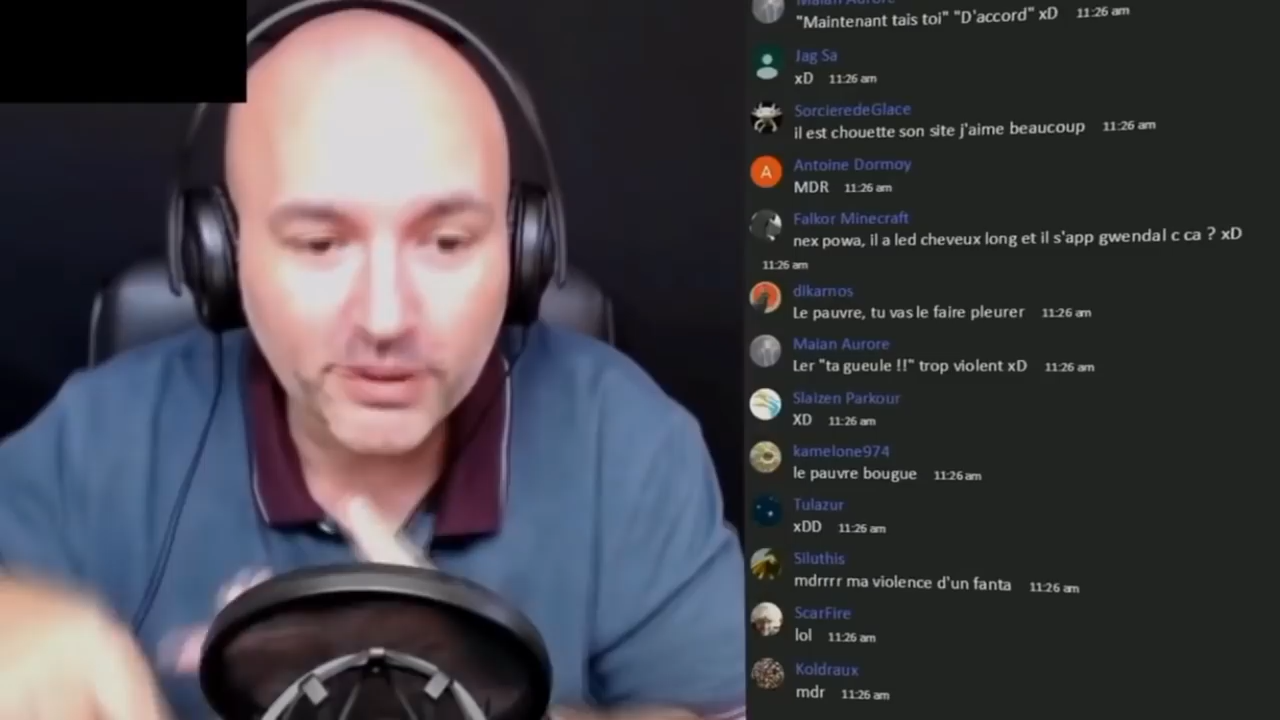 Maian Aurore
"Maintenant tais toi" "D'accord" xD 11:26 am
Jag Sa
xD 11:26 am
SorcieredeGlace
il est chouette son site j'aime beaucoup 11:26 am
A
Antoine Dormoy
MDR 11:26 am
Falkor Minecraft
nex powa, il a led cheveux long et il s'app gwendal c ca ? xD
11:26 am
dlkarnos
Le pauvre, tu vas le faire pleurer 11:26 am
Maian Aurore
Ler "ta gueule !!" trop violent xD 11:26 am
Slaizen Parkour
XD 11:26 am
kamelone974
le pauvre bougue 11:26 am
Tulazur
xDD 11:26 am
Siluthis
mdrrrr ma violence d'un fanta 11:26 am
ScarFire
lol 11:26 am
Koldraux
mdr 11:26 am